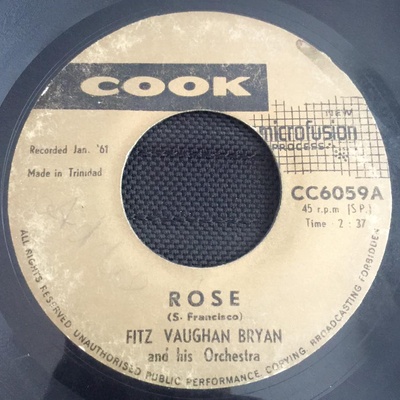 COOK
NEW
microfusion
PROCESS
Recorded Jan. '61
Made in Trinidad
CC6059A
45 r.p.m (S.P.)
Time 2 : 37
ROSE
(S. Francisco)
FITZ VAUGHAN BRYAN
and his Orchestra
ALL RIGHTS RESERVED UNAUTHORISED PUBLIC PERFORMANCE, COPYING, BROADCASTING FORBIDDEN